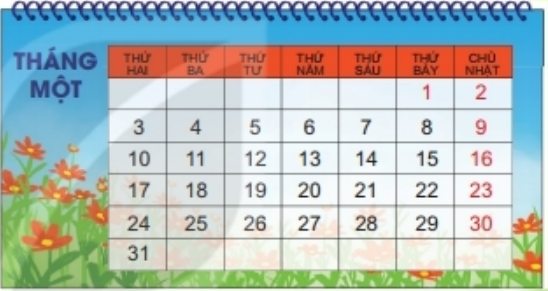 THÁNG MỘT
THỨ HAI THỨ BA THỨ TƯ THỨ NĂM THỨ SÁU THỨ BẢY CHỦ NHẬT
1 2
3 4 5 6 7 8 9
10 11 12 13 14 15 16
17 18 19 20 21 22 23
24 25 26 27 28 29 30
31